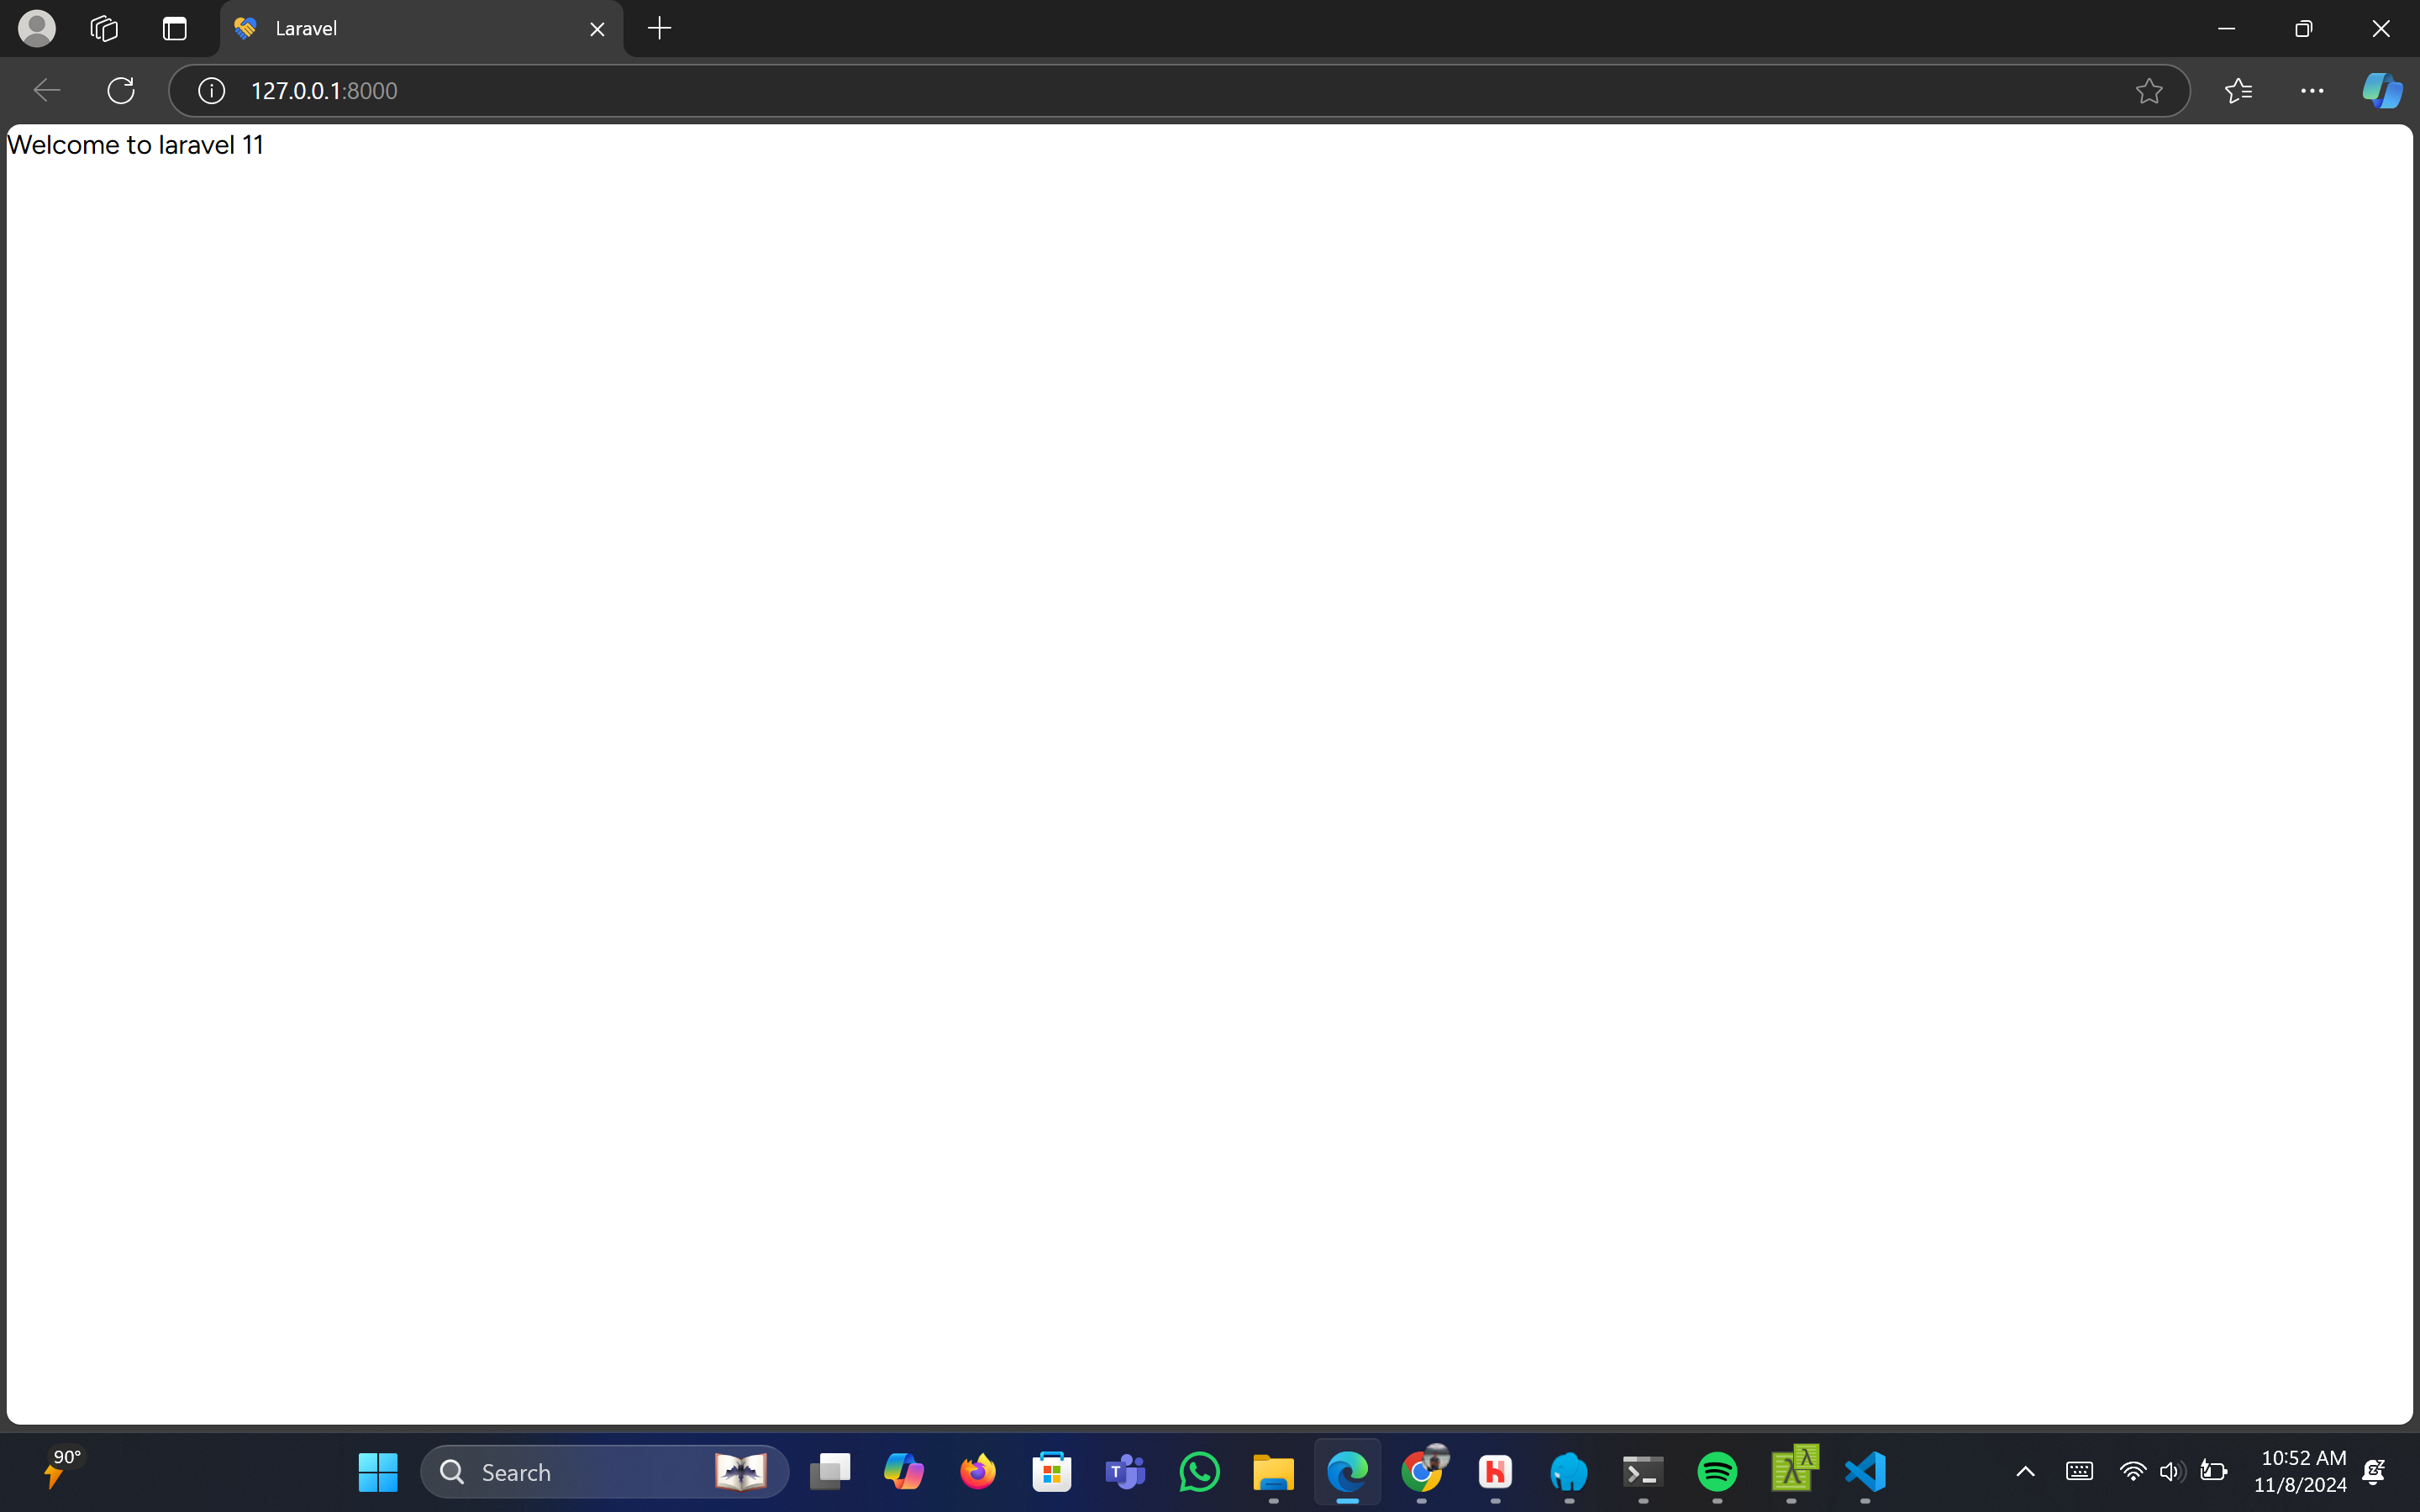 Laravel
127.0.0.1:8000
Welcome to laravel 11
90°
Search
10:52 AM
11/8/2024